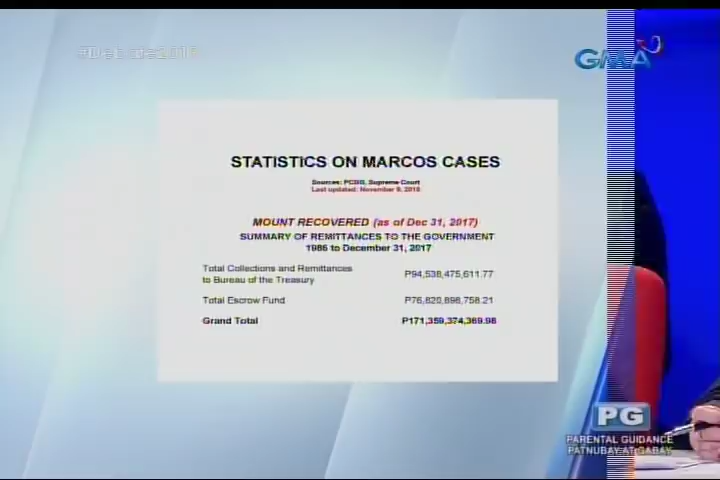 #Debate2019
GMA
STATISTICS ON MARCOS CASES
Sources: PCGG, Supreme Court
Last updated: November 9, 2018
MOUNT RECOVERED (as of Dec 31, 2017)
SUMMARY OF REMITTANCES TO THE GOVERNMENT
1986 to December 31, 2017
Total Collections and Remittances
to Bureau of the Treasury P94,538,475,611.77
Total Escrow Fund P76,820,898,758.21
Grand Total P171,359,374,369.98
PG
PARENTAL GUIDANCE
PATNUBAY AT GABAY